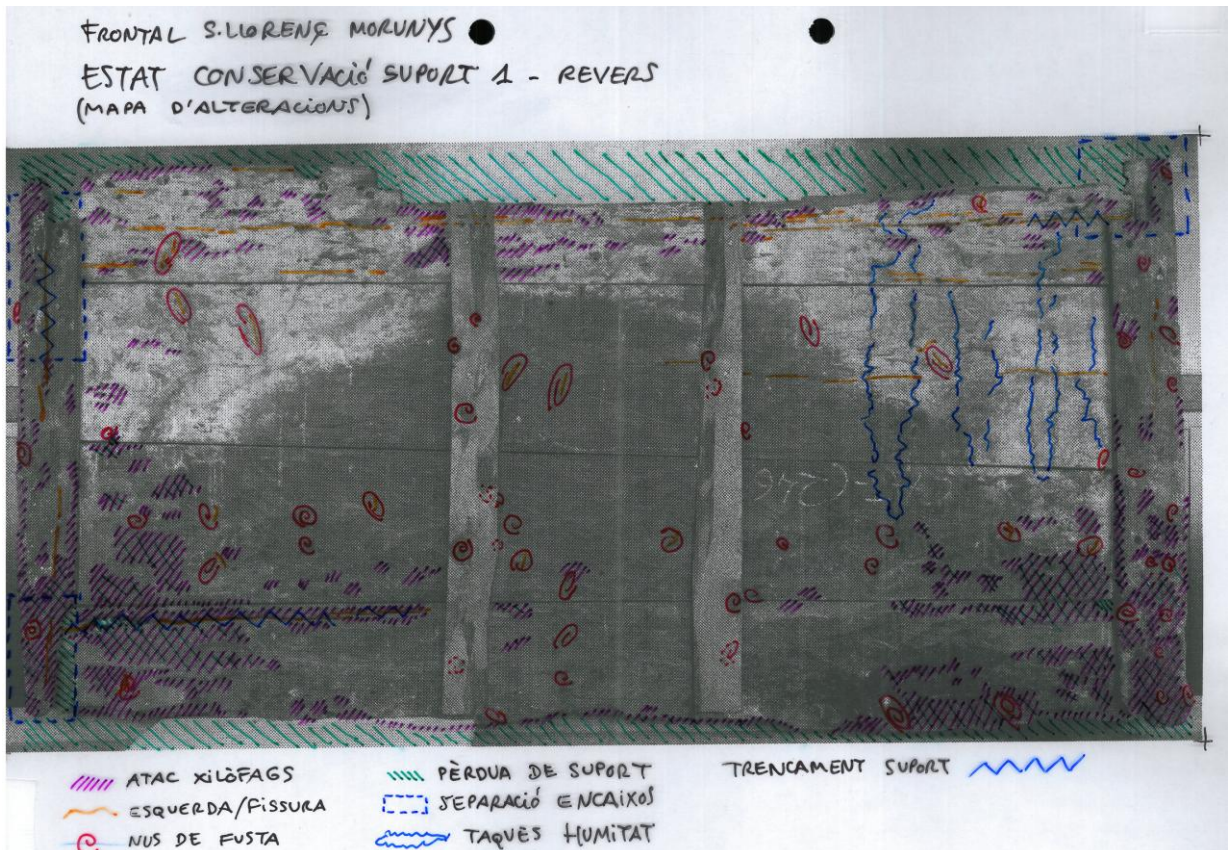 FRONTAL S.LLORENÇ MORUNYS
ESTAT CONSERVACIÓ SUPORT 1 - REVERS
(MAPA D'ALTERACIONS)
ATAC XILÒFAGS
ESQUERDA/FISSURA
NUS DE FUSTA
PÈRDUA DE SUPORT
SEPARACIÓ ENCAIXOS
TAQUES HUMITAT
TRENCAMENT SUPORT